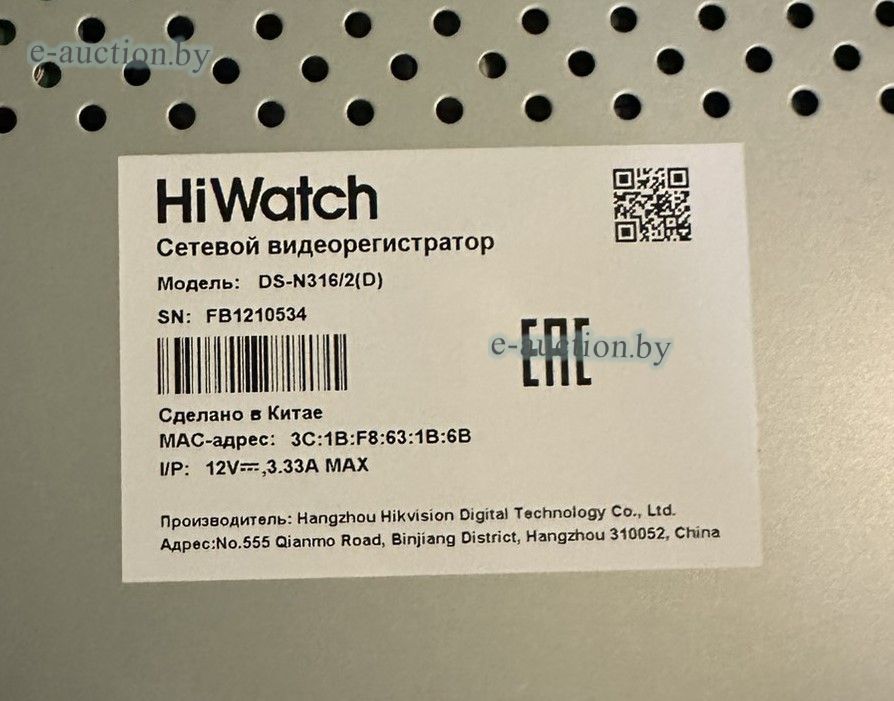 e-auction.by
HiWatch
Сетевой видеорегистратор
Модель: DS-N316/2(D)
SN: FB1210534
EAC
e-auction.by
Сделано в Китае
MAC-адрес: 3C:1B:F8:63:1B:6B
I/P: 12V⎓,3.33A MAX
Производитель: Hangzhou Hikvision Digital Technology Co., Ltd.
Адрес:No.555 Qianmo Road, Binjiang District, Hangzhou 310052, China